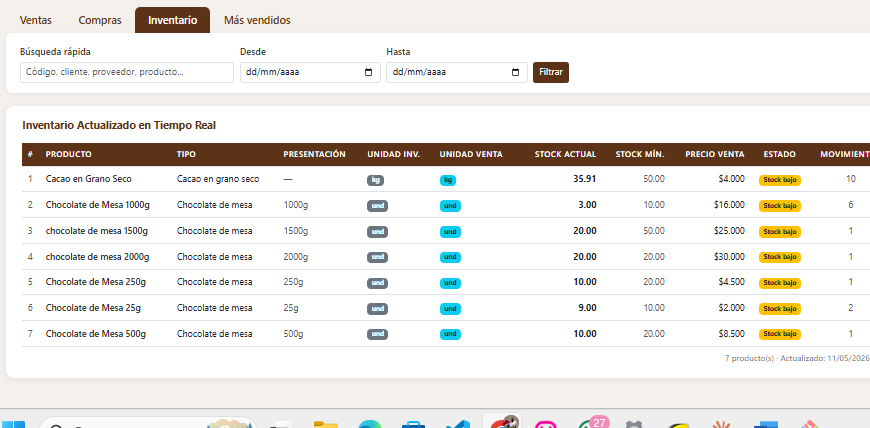 Ventas Compras Inventario Más vendidos
Búsqueda rápida Desde Hasta
Código, cliente, proveedor, producto... dd/mm/aaaa dd/mm/aaaa Filtrar
Inventario Actualizado en Tiempo Real
# PRODUCTO TIPO PRESENTACIÓN UNIDAD INV. UNIDAD VENTA STOCK ACTUAL STOCK MÍN. PRECIO VENTA ESTADO MOVIMIENT
1 Cacao en Grano Seco Cacao en grano seco — kg kg 35.91 50.00 $4.000 Stock bajo 10
2 Chocolate de Mesa 1000g Chocolate de mesa 1000g und und 3.00 10.00 $16.000 Stock bajo 6
3 chocolate de mesa 1500g Chocolate de mesa 1500g und und 20.00 50.00 $25.000 Stock bajo 1
4 chocolate de mesa 2000g Chocolate de mesa 2000g und und 20.00 20.00 $30.000 Stock bajo 1
5 Chocolate de Mesa 250g Chocolate de mesa 250g und und 10.00 20.00 $4.500 Stock bajo 1
6 Chocolate de Mesa 25g Chocolate de mesa 25g und und 9.00 10.00 $2.000 Stock bajo 2
7 Chocolate de Mesa 500g Chocolate de mesa 500g und und 10.00 20.00 $8.500 Stock bajo 1
7 producto(s) · Actualizado: 11/05/2026
27